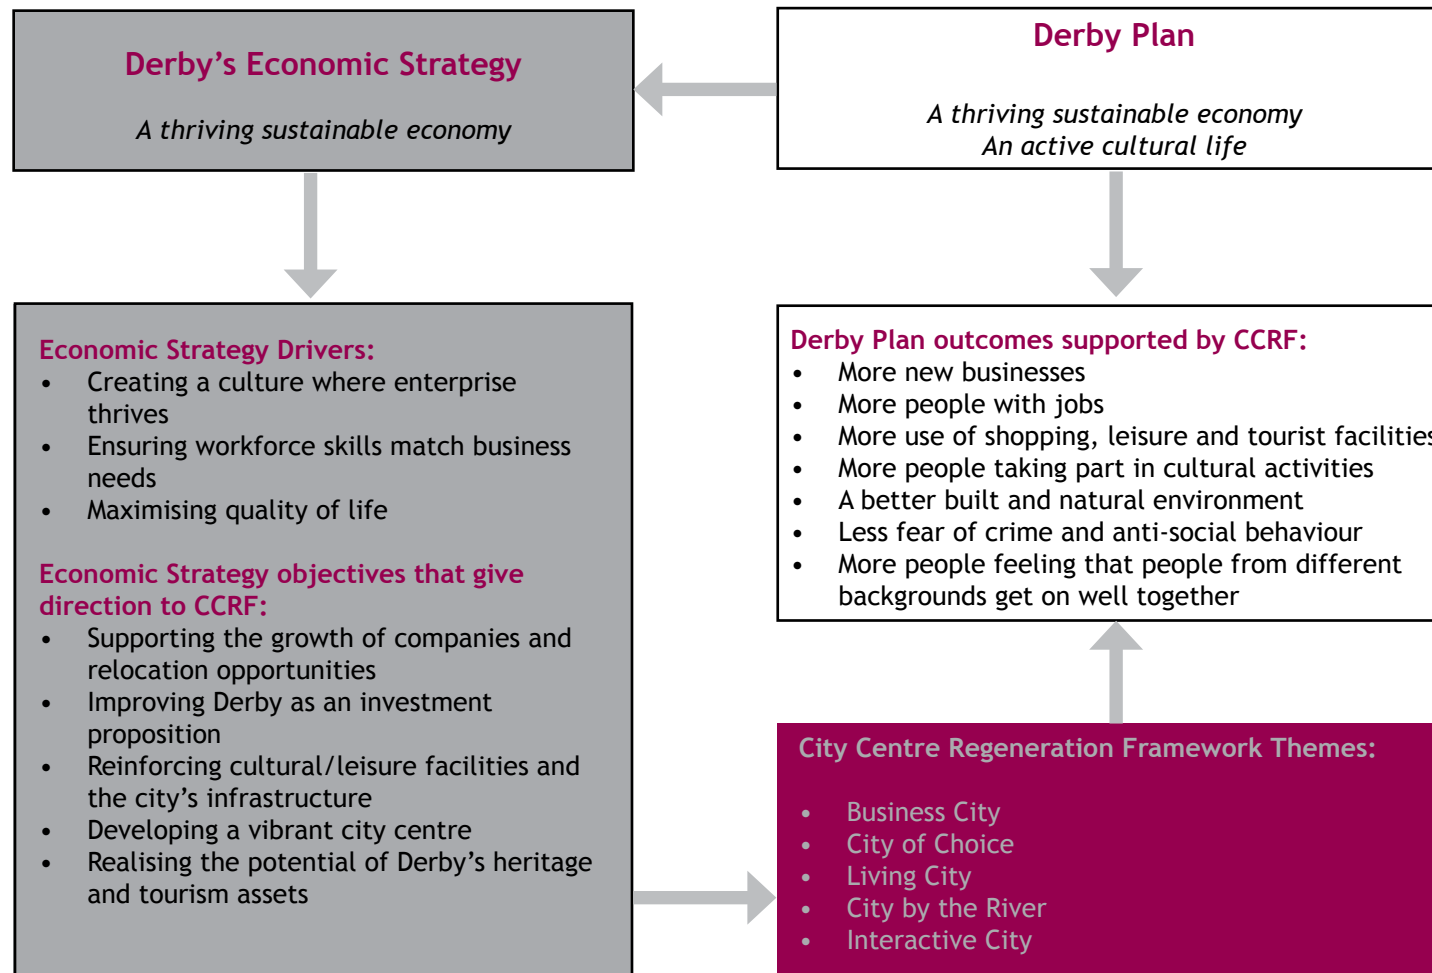 Derby’s Economic Strategy
A thriving sustainable economy
Derby Plan
A thriving sustainable economy
An active cultural life
Economic Strategy Drivers:
• Creating a culture where enterprise
thrives
• Ensuring workforce skills match business
needs
• Maximising quality of life
Economic Strategy objectives that give
direction to CCRF:
• Supporting the growth of companies and
relocation opportunities
• Improving Derby as an investment
proposition
• Reinforcing cultural/leisure facilities and
the city’s infrastructure
• Developing a vibrant city centre
• Realising the potential of Derby’s heritage
and tourism assets
Derby Plan outcomes supported by CCRF:
• More new businesses
• More people with jobs
• More use of shopping, leisure and tourist facilities
• More people taking part in cultural activities
• A better built and natural environment
• Less fear of crime and anti-social behaviour
• More people feeling that people from different
backgrounds get on well together
City Centre Regeneration Framework Themes:
• Business City
• City of Choice
• Living City
• City by the River
• Interactive City